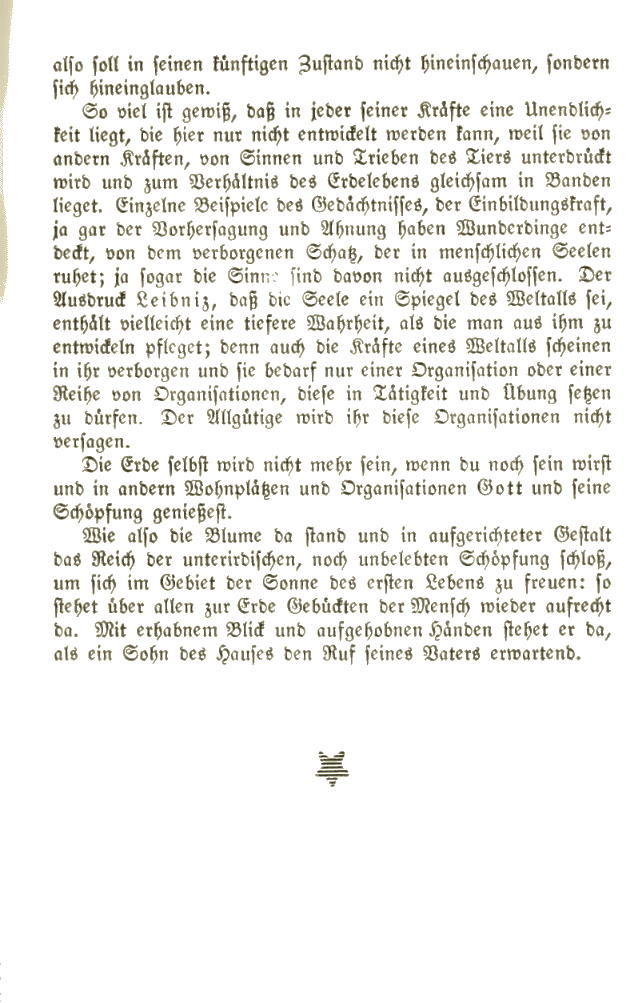 also soll in seinen künftigen Zustand nicht hineinschauen, sondern
sich hineinglauben.
So viel ist gewiß, daß in jeder seiner Kräfte eine Unendlich-
keit liegt, die hier nur nicht entwickelt werden kann, weil sie von
andern Kräften, von Sinnen und Trieben des Tiers unterdrückt
wird und zum Verhältnis des Erdelebens gleichsam in Banden
lieget. Einzelne Beispiele des Gedächtnisses, der Einbildungskraft,
ja gar der Vorhersagung und Ahnung haben Wunderdinge ent-
deckt, von dem verborgenen Schatz, der in menschlichen Seelen
ruhet; ja sogar die Sinne sind davon nicht ausgeschlossen. Der
Ausdruck Leibniz, daß die Seele ein Spiegel des Weltalls sei,
enthält vielleicht eine tiefere Wahrheit, als die man aus ihm zu
entwickeln pfleget; denn auch die Kräfte eines Weltalls scheinen
in ihr verborgen und sie bedarf nur einer Organisation oder einer
Reihe von Organisationen, diese in Tätigkeit und Übung setzen
zu dürfen. Der Allgütige wird ihr diese Organisationen nicht
versagen.
Die Erde selbst wird nicht mehr sein, wenn du noch sein wirst
und in andern Wohnplätzen und Organisationen Gott und seine
Schöpfung genießest.
Wie also die Blume da stand und in aufgerichteter Gestalt
das Reich der unterirdischen, noch unbelebten Schöpfung schloß,
um sich im Gebiet der Sonne des ersten Lebens zu freuen: so
stehet über allen zur Erde Gebückten der Mensch wieder aufrecht
da. Mit erhabnem Blick und aufgehobnen Händen stehet er da,
als ein Sohn des Hauses den Ruf seines Vaters erwartend.